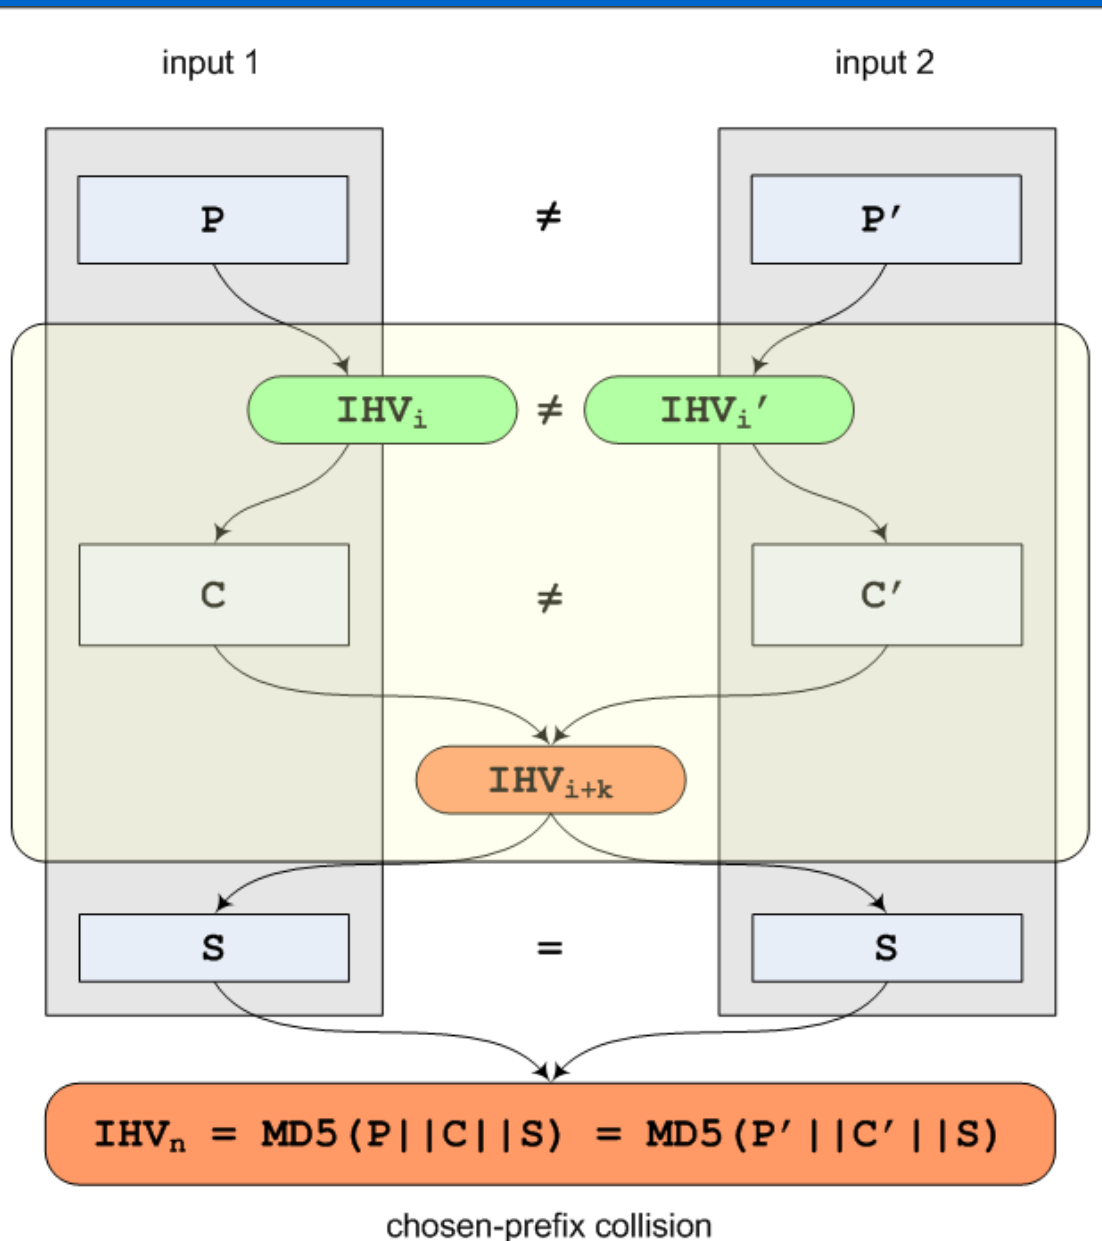 input 1 input 2
P ≠ P′
IHVᵢ ≠ IHVᵢ′
C ≠ C′
IHVᵢ₊ₖ
S = S
IHVₙ = MD5(P||C||S) = MD5(P′||C′||S)
chosen-prefix collision